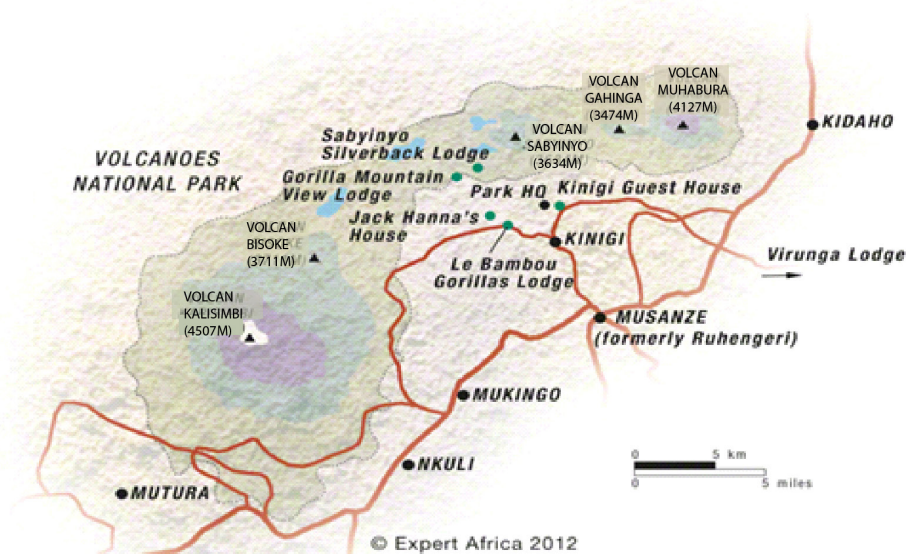 VOLCAN
MUHABURA
(4127M)
VOLCAN
GAHINGA
(3474M)
KIDAHO
VOLCAN
SABYINYO
(3634M)
Sabyinyo
Silverback Lodge
VOLCANOES
NATIONAL PARK
Gorilla Mountain
View Lodge
Park HQ
Kinigi Guest House
Jack Hanna's
House
VOLCAN
BISOKE
(3711M)
KINIGI
Virunga Lodge
Le Bambou
Gorillas Lodge
VOLCAN
KALISIMBI
(4507M)
MUSANZE
(formerly Ruhengeri)
MUKINGO
NKULI
0 5 km
0 5 miles
MUTURA
© Expert Africa 2012